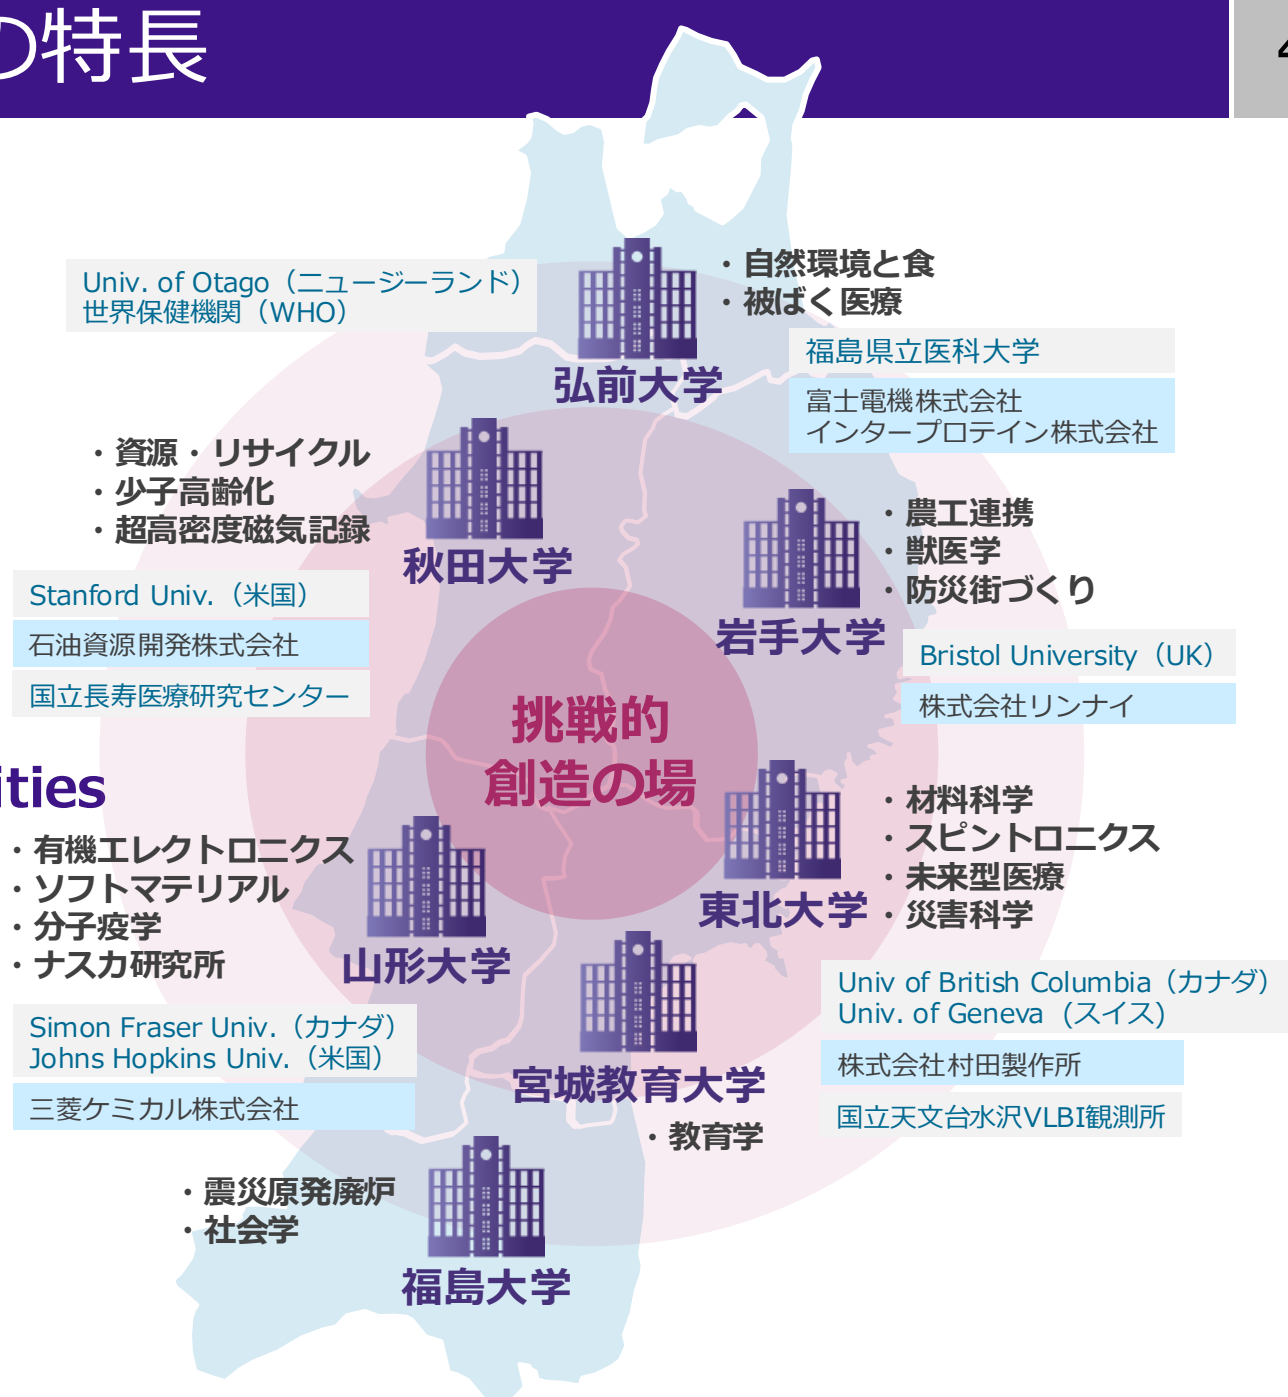 の特長
4
Univ. of Otago（ニュージーランド）
世界保健機関（WHO）
弘前大学
・自然環境と食
・被ばく医療
福島県立医科大学
富士電機株式会社
インタープロテイン株式会社
・資源・リサイクル
・少子高齢化
・超高密度磁気記録
秋田大学
Stanford Univ.（米国）
石油資源開発株式会社
国立長寿医療研究センター
・農工連携
・獣医学
・防災街づくり
岩手大学
Bristol University（UK）
株式会社リンナイ
挑戦的
創造の場
ities
・有機エレクトロニクス
・ソフトマテリアル
・分子疫学
・ナスカ研究所
山形大学
Simon Fraser Univ.（カナダ）
Johns Hopkins Univ.（米国）
三菱ケミカル株式会社
・材料科学
・スピントロニクス
・未来型医療
・災害科学
東北大学
Univ of British Columbia（カナダ）
Univ. of Geneva（スイス）
株式会社村田製作所
国立天文台水沢VLBI観測所
宮城教育大学
・教育学
・震災原発廃炉
・社会学
福島大学